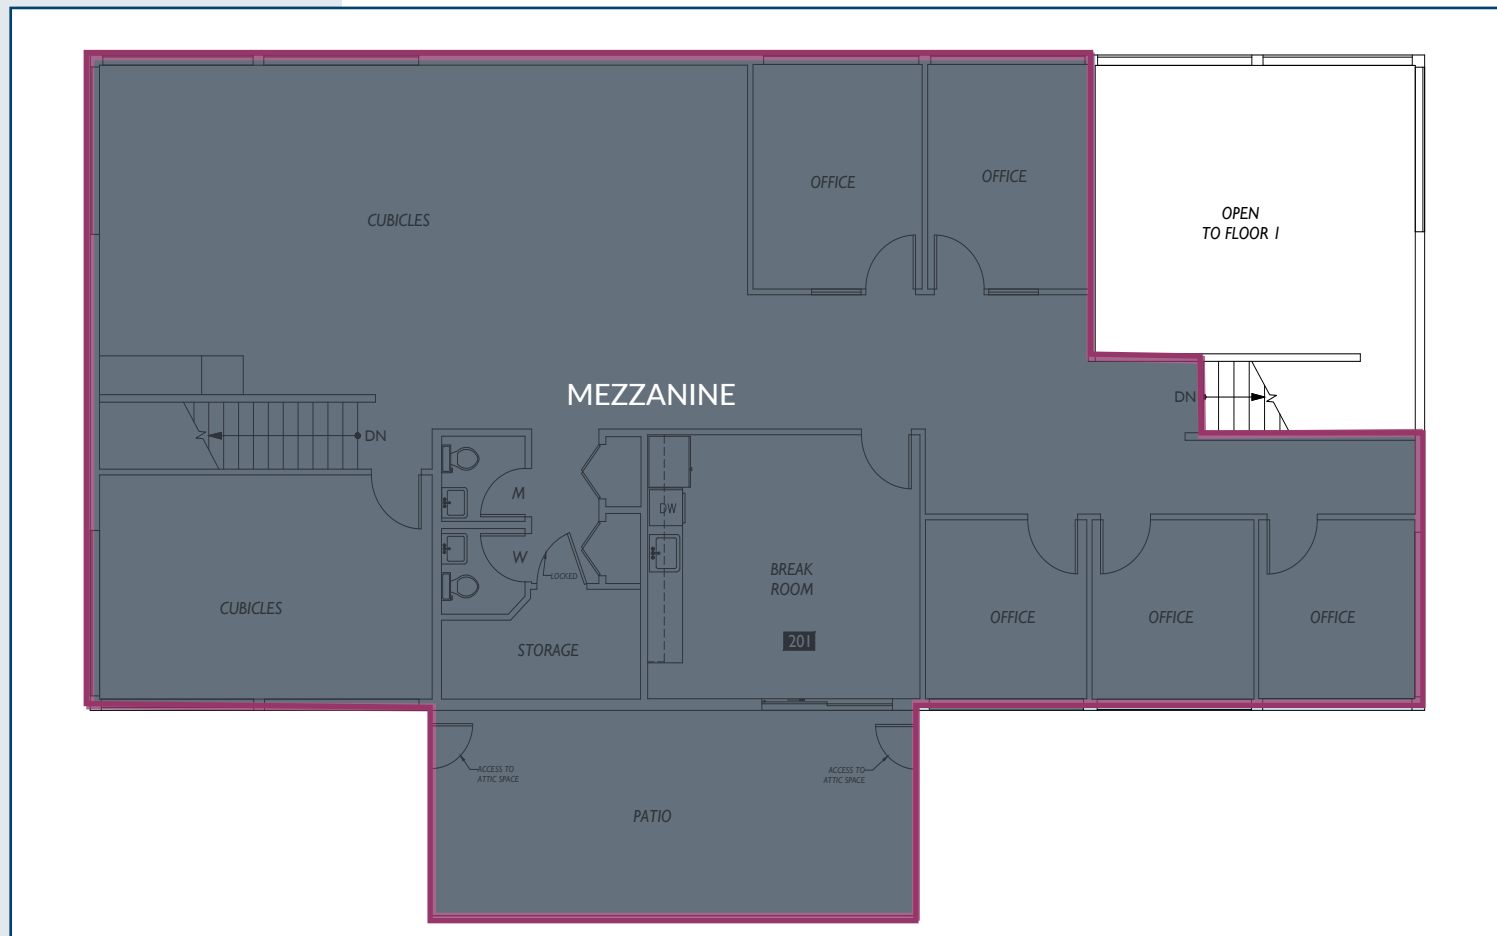 OFFICE
OFFICE
CUBICLES
OPEN
TO FLOOR 1
MEZZANINE
DN
DN
M
DW
W
LOCKED
BREAK
ROOM
CUBICLES
OFFICE
OFFICE
OFFICE
201
STORAGE
ACCESS TO
ATTIC SPACE
ACCESS TO
ATTIC SPACE
PATIO